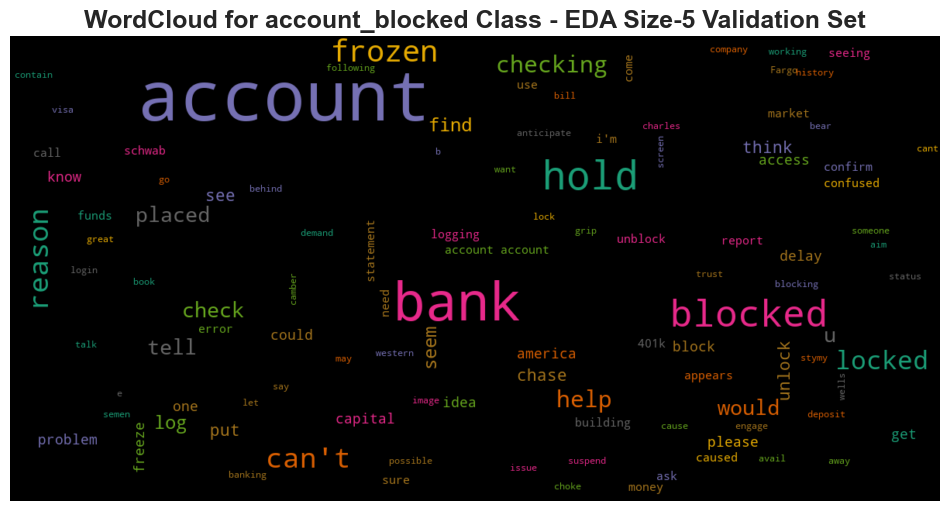 WordCloud for account_blocked Class - EDA Size-5 Validation Set
frozen
following
checking
use
bill
come
company
working
seeing
Fargo
history
contain
account
visa
find
anticipate
i'm
charles
market
bear
b
screen
think
cant
call
schwab
access
know
go
want
hold
confirm
confused
see
behind
reason
funds
placed
lock
great
demand
statement
logging
grip
unblock
report
someone
aim
account account
delay
login
book
camber
need
bank
trust
blocking
status
check
blocked
error
could
seem
u
talk
tell
western
america
401k
block
unlock
locked
may
stymy
chase
appears
wells
e
say
semen
one
let
image
idea
help
would
deposit
log
put
capital
building
cause
engage
problem
freeze
please
get
can't
possible
issue
suspend
caused
avail
away
banking
sure
choke
ask
money